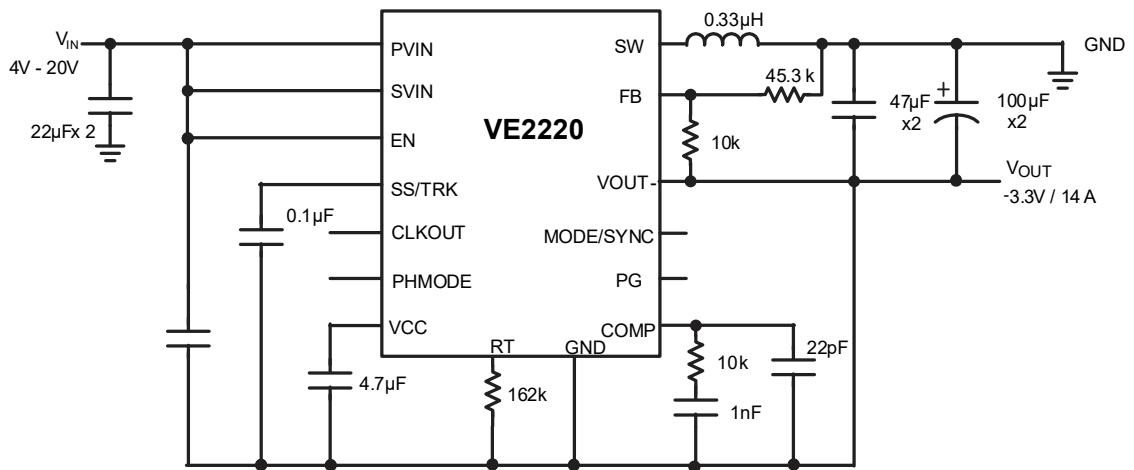 VIN
4V - 20V
22µFx 2
0.1µF
4.7µF
PVIN
SVIN
EN
SS/TRK
CLKOUT
PHMODE
VCC
RT
GND
VE2220
SW
FB
VOUT-
MODE/SYNC
PG
COMP
162k
0.33µH
45.3 k
10k
47µF
x2
+
100µF
x2
GND
VOUT
-3.3V / 14 A
10k
1nF
22pF